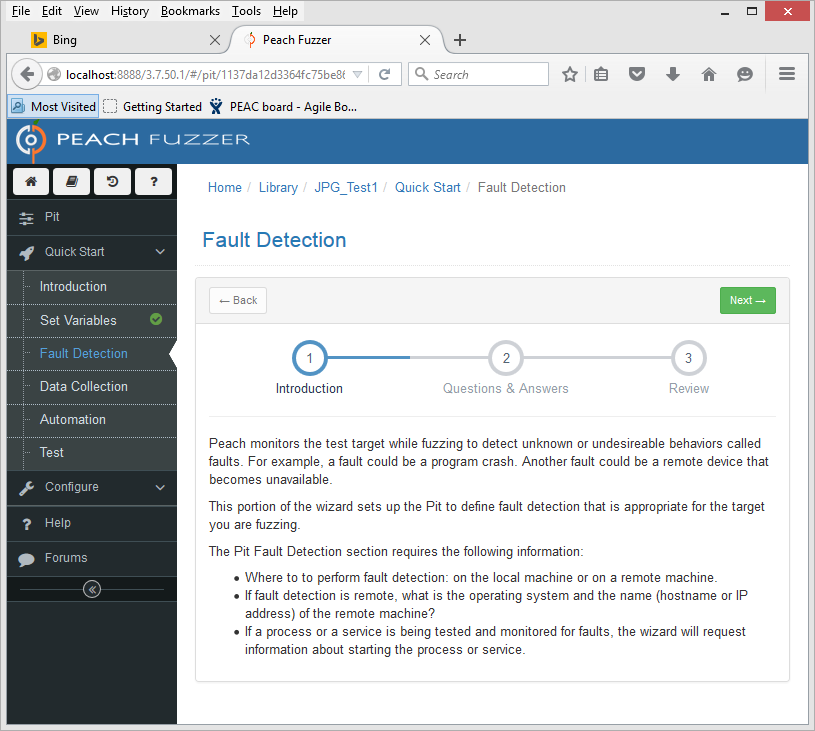 File Edit View History Bookmarks Tools Help
Bing
Peach Fuzzer
localhost:8888/3.7.50.1/#/pit/1137da12d3364fc75be8
Search
Most Visited Getting Started PEAC board - Agile Bo...
PEACH FUZZER
Home / Library / JPG_Test1 / Quick Start / Fault Detection
?
Pit
Quick Start
Introduction
Set Variables
Fault Detection
Data Collection
Automation
Test
Configure
? Help
Forums
Fault Detection
← Back
Next →
1 2 3
Introduction Questions & Answers Review
Peach monitors the test target while fuzzing to detect unknown or undesireable behaviors called
faults. For example, a fault could be a program crash. Another fault could be a remote device that
becomes unavailable.
This portion of the wizard sets up the Pit to define fault detection that is appropriate for the target
you are fuzzing.
The Pit Fault Detection section requires the following information:
• Where to to perform fault detection: on the local machine or on a remote machine.
• If fault detection is remote, what is the operating system and the name (hostname or IP
address) of the remote machine?
• If a process or a service is being tested and monitored for faults, the wizard will request
information about starting the process or service.